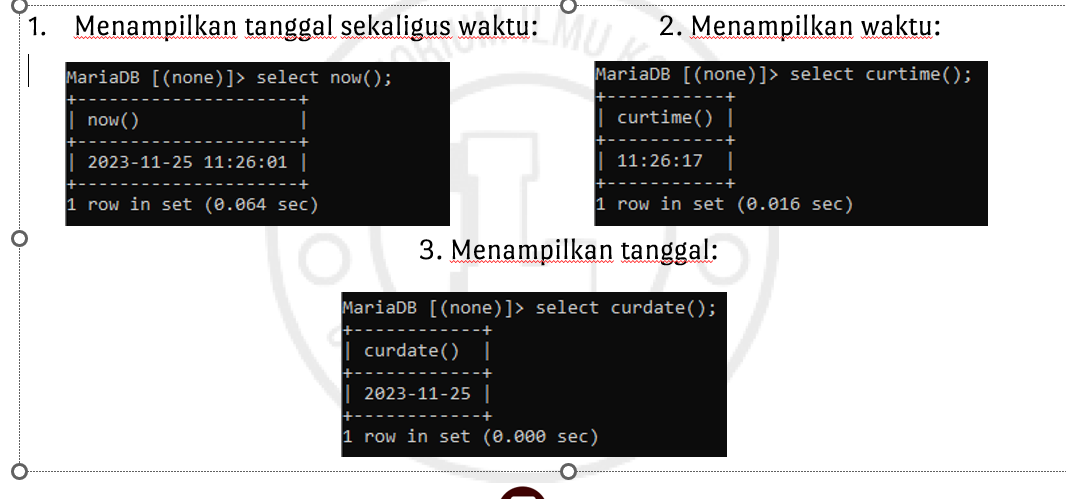 1. Menampilkan tanggal sekaligus waktu:
MariaDB [(none)]> select now();
+---------------------+
| now()               |
+---------------------+
| 2023-11-25 11:26:01 |
+---------------------+
1 row in set (0.064 sec)
2. Menampilkan waktu:
MariaDB [(none)]> select curtime();
+-----------+
| curtime() |
+-----------+
| 11:26:17  |
+-----------+
1 row in set (0.016 sec)
3. Menampilkan tanggal:
MariaDB [(none)]> select curdate();
+------------+
| curdate()  |
+------------+
| 2023-11-25 |
+------------+
1 row in set (0.000 sec)
ILMU